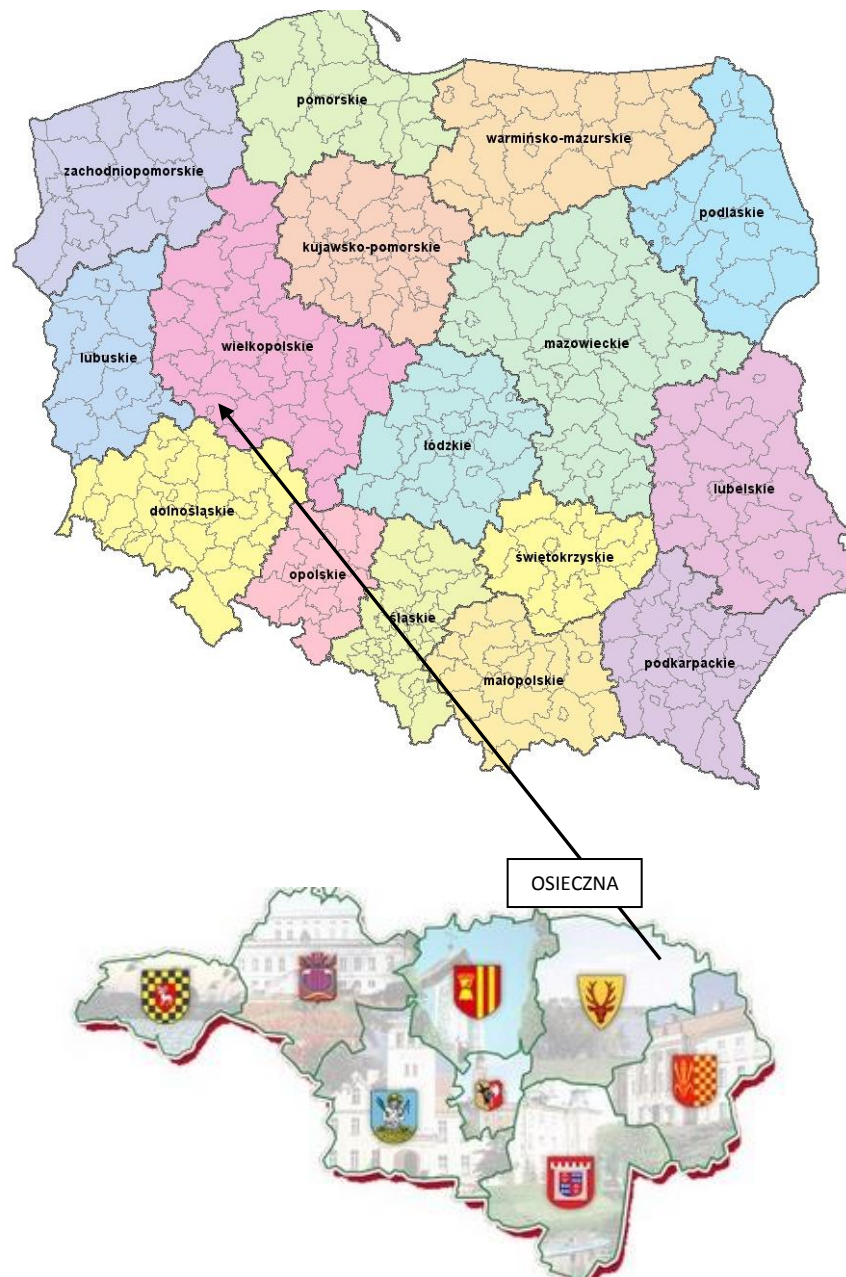 pomorskie
warmińsko-mazurskie
zachodniopomorskie
podlaskie
kujawsko-pomorskie
wielkopolskie
mazowieckie
lubuskie
łódzkie
lubelskie
dolnośląskie
świętokrzyskie
opolskie
śląskie
podkarpackie
małopolskie
OSIECZNA